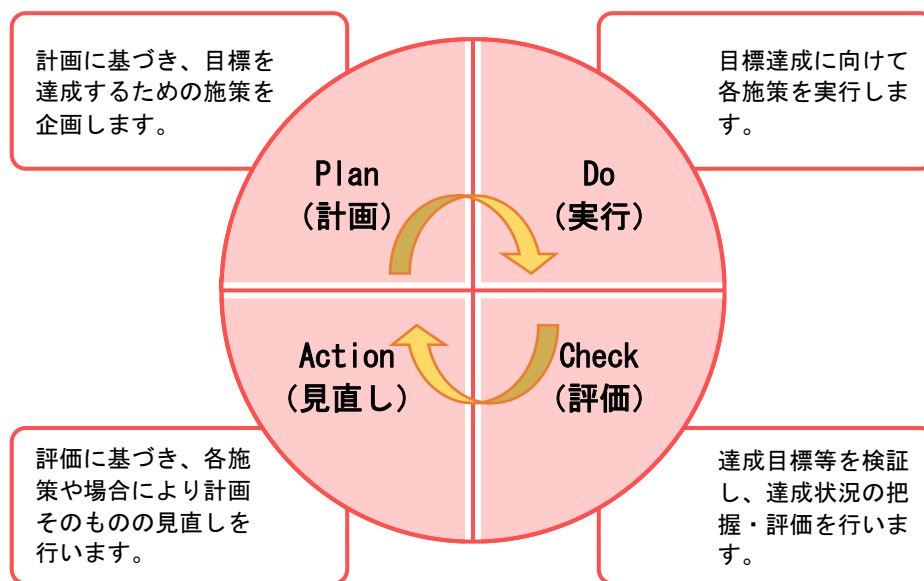 計画に基づき、目標を
達成するための施策を
企画します。
目標達成に向けて
各施策を実行しま
す。
Plan
（計画）
Do
（実行）
Action
（見直し）
Check
（評価）
評価に基づき、各施
策や場合により計画
そのものの見直しを
行います。
達成目標等を検証
し、達成状況の把
握・評価を行いま
す。